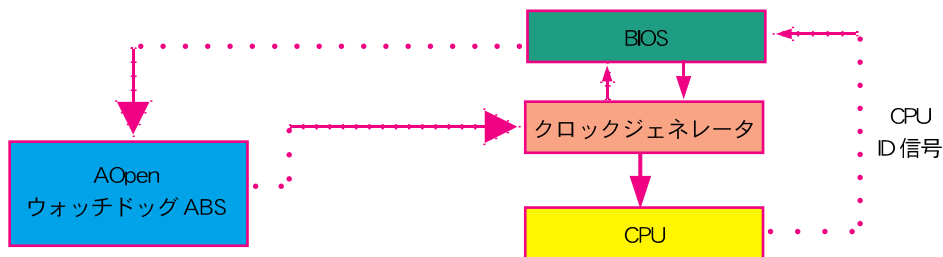 BIOS
クロックジェネレータ
CPU
ID 信号
AOpen
ウォッチドッグ ABS
CPU